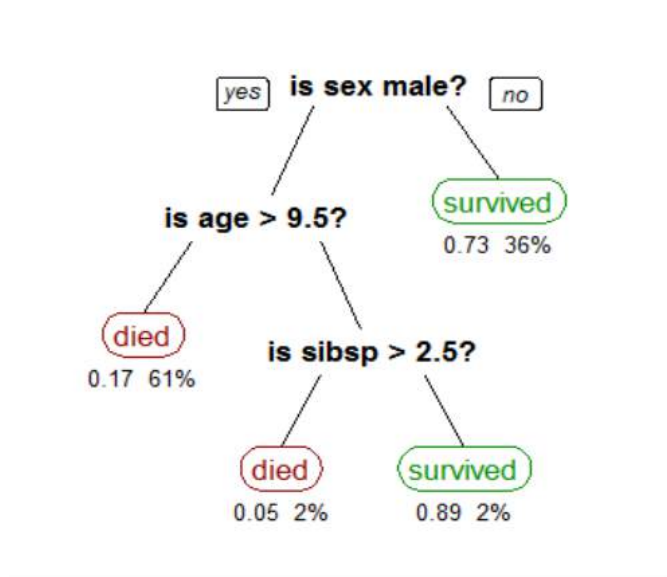 yes is sex male? no
survived
is age > 9.5?
0.73 36%
died
is sibsp > 2.5?
0.17 61%
died survived
0.05 2% 0.89 2%